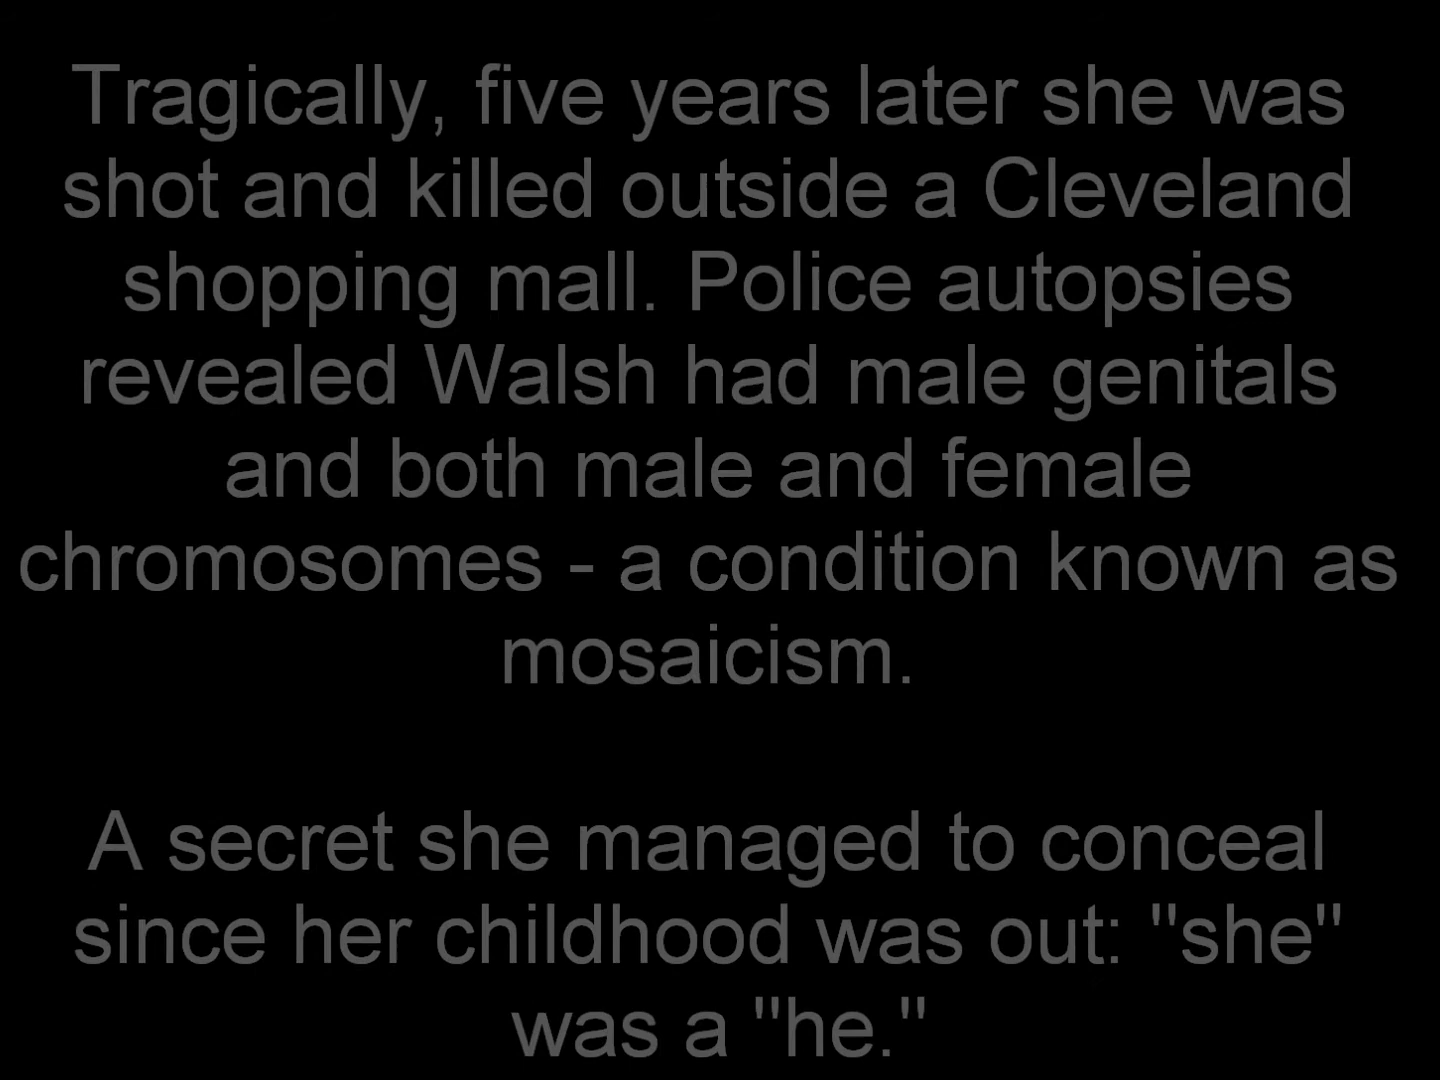 Tragically, five years later she was
shot and killed outside a Cleveland
shopping mall. Police autopsies
revealed Walsh had male genitals
and both male and female
chromosomes - a condition known as
mosaicism.
A secret she managed to conceal
since her childhood was out: "she"
was a "he."